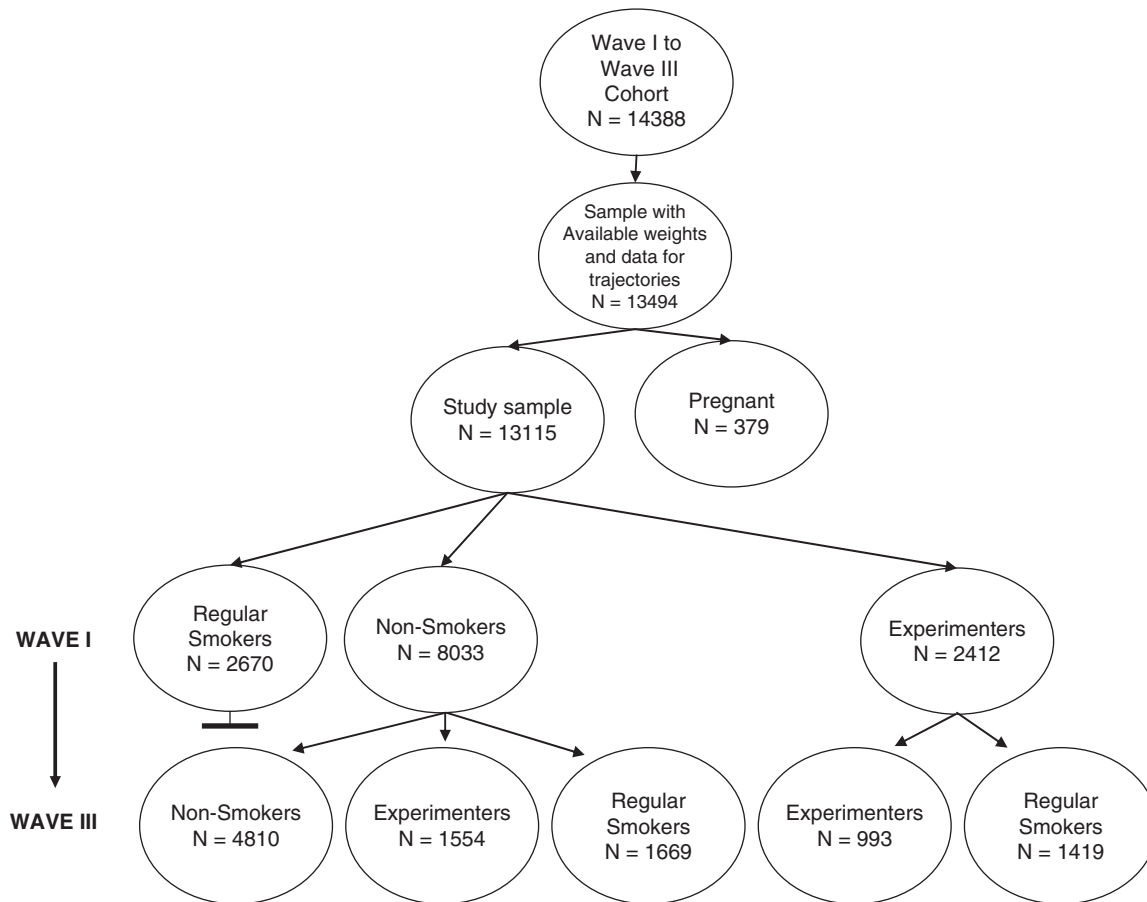 Wave I to
Wave III
Cohort
N = 14388
Sample with
Available weights
and data for
trajectories
N = 13494
Study sample
N = 13115
Pregnant
N = 379
WAVE I
Regular
Smokers
N = 2670
Non-Smokers
N = 8033
Experimenters
N = 2412
WAVE III
Non-Smokers
N = 4810
Experimenters
N = 1554
Regular
Smokers
N = 1669
Experimenters
N = 993
Regular
Smokers
N = 1419